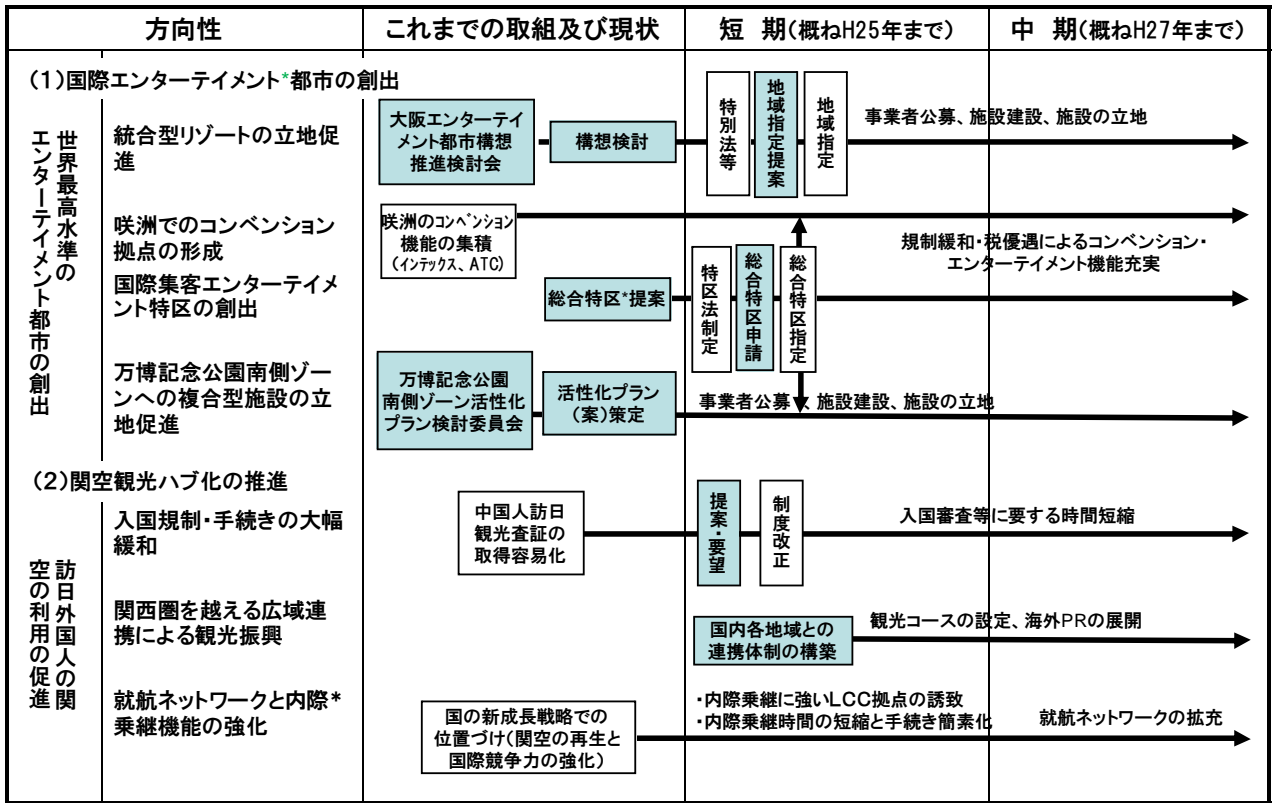 方向性
これまでの取組及び現状
短　期(概ねH25年まで)
中　期(概ねH27年まで)
(1)国際エンターテイメント*都市の創出
世界最高水準の
エンターテイメント都市の創出
統合型リゾートの立地促
進
大阪エンターテイ
メント都市構想
推進検討会
構想検討
特別法等
地域指定提案
地域指定
事業者公募、施設建設、施設の立地
咲洲でのコンベンション
拠点の形成
咲洲のコンベンション
機能の集積
(インテックス、ATC)
規制緩和・税優遇によるコンベンション・
エンターテイメント機能充実
国際集客エンターテイメ
ント特区の創出
総合特区*提案
特区法制定
総合特区申請
総合特区指定
万博記念公園南側ゾー
ンへの複合型施設の立
地促進
万博記念公園
南側ゾーン活性化
プラン検討委員会
活性化プラン
(案)策定
事業者公募、施設建設、施設の立地
(2)関空観光ハブ化の推進
訪日外国人の関
空の利用の促進
入国規制・手続きの大幅
緩和
中国人訪日
観光査証の
取得容易化
提案・要望
制度改正
入国審査等に要する時間短縮
関西圏を越える広域連
携による観光振興
国内各地域との
連携体制の構築
観光コースの設定、海外PRの展開
就航ネットワークと内際*
乗継機能の強化
国の新成長戦略での
位置づけ(関空の再生と
国際競争力の強化)
・内際乗継に強いLCC拠点の誘致
・内際乗継時間の短縮と手続き簡素化
就航ネットワークの拡充